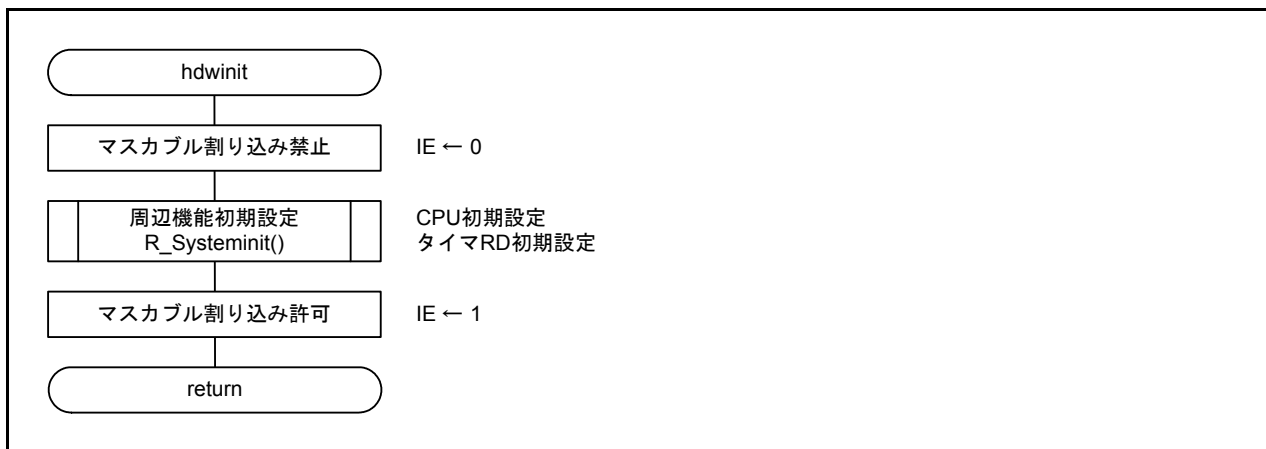 hdwinit
マスカブル割り込み禁止
IE ← 0
周辺機能初期設定
R_Systeminit()
CPU初期設定
タイマRD初期設定
マスカブル割り込み許可
IE ← 1
return